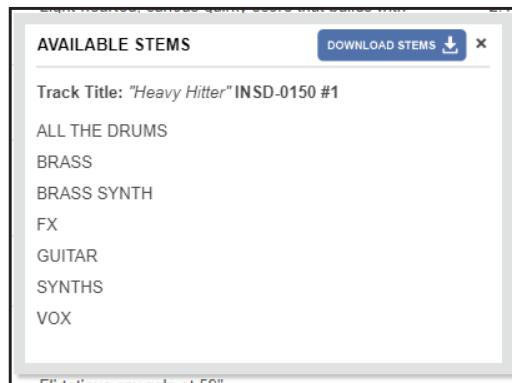 AVAILABLE STEMS
DOWNLOAD STEMS
×
Track Title: "Heavy Hitter" INSD-0150 #1
ALL THE DRUMS
BRASS
BRASS SYNTH
FX
GUITAR
SYNTHS
VOX